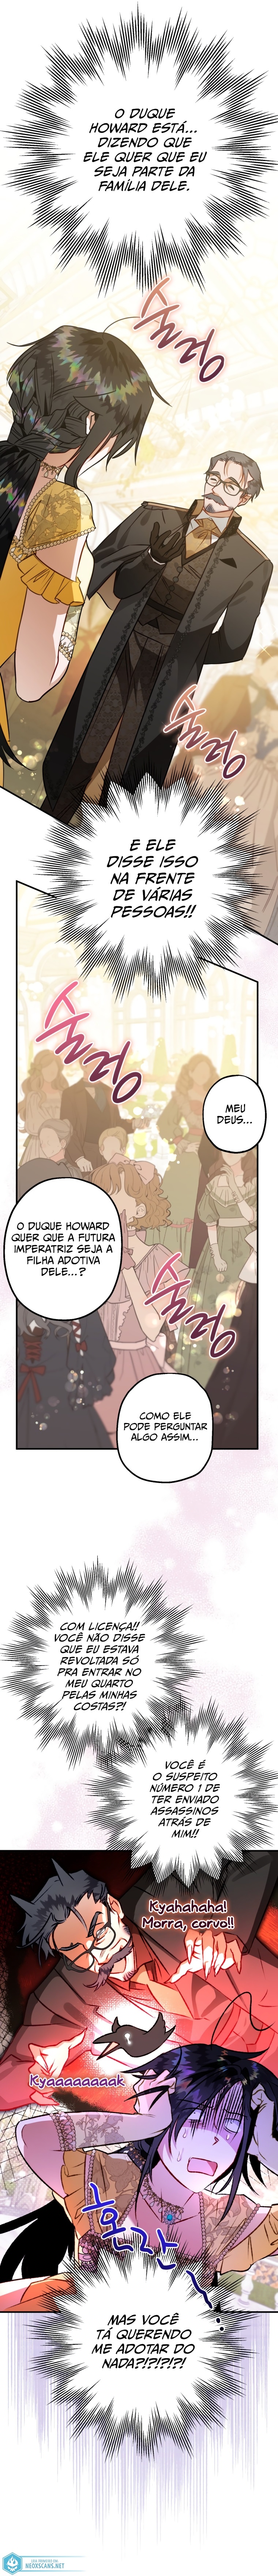 O DUQUE
HOWARD ESTÁ...
DIZENDO QUE
ELE QUER QUE EU
SEJA PARTE DA
FAMÍLIA DELE.
술렁
술렁
E ELE
DISSE ISSO
NA FRENTE
DE VÁRIAS
PESSOAS!!
술렁
MEU
DEUS...
O DUQUE HOWARD
QUER QUE A FUTURA
IMPERATRIZ SEJA A
FILHA ADOTIVA
DELE...?
술렁
COMO ELE
PODE PERGUNTAR
ALGO ASSIM...
COM LICENÇA!!
VOCÊ NÃO DISSE
QUE EU ESTAVA
REVOLTADA SÓ
PRA ENTRAR NO
MEU QUARTO
PELAS MINHAS
COSTAS?!
VOCÊ É
O SUSPEITO
NÚMERO 1 DE
TER ENVIADO
ASSASSINOS
ATRÁS DE
MIM!!
Kyahahaha!
Morra, corvo!!
Kyaaaaaaaaak
혼란
MAS VOCÊ
TÁ QUERENDO
ME ADOTAR DO
NADA?!?!?!?!
LEIA TAMBÉM EM
NEOXSCANS.NET